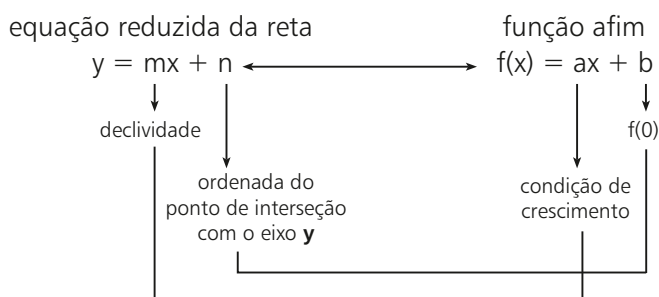 equação reduzida da reta
função afim
y = mx + n
f(x) = ax + b
declividade
f(0)
ordenada do
ponto de interseção
com o eixo y
condição de
crescimento